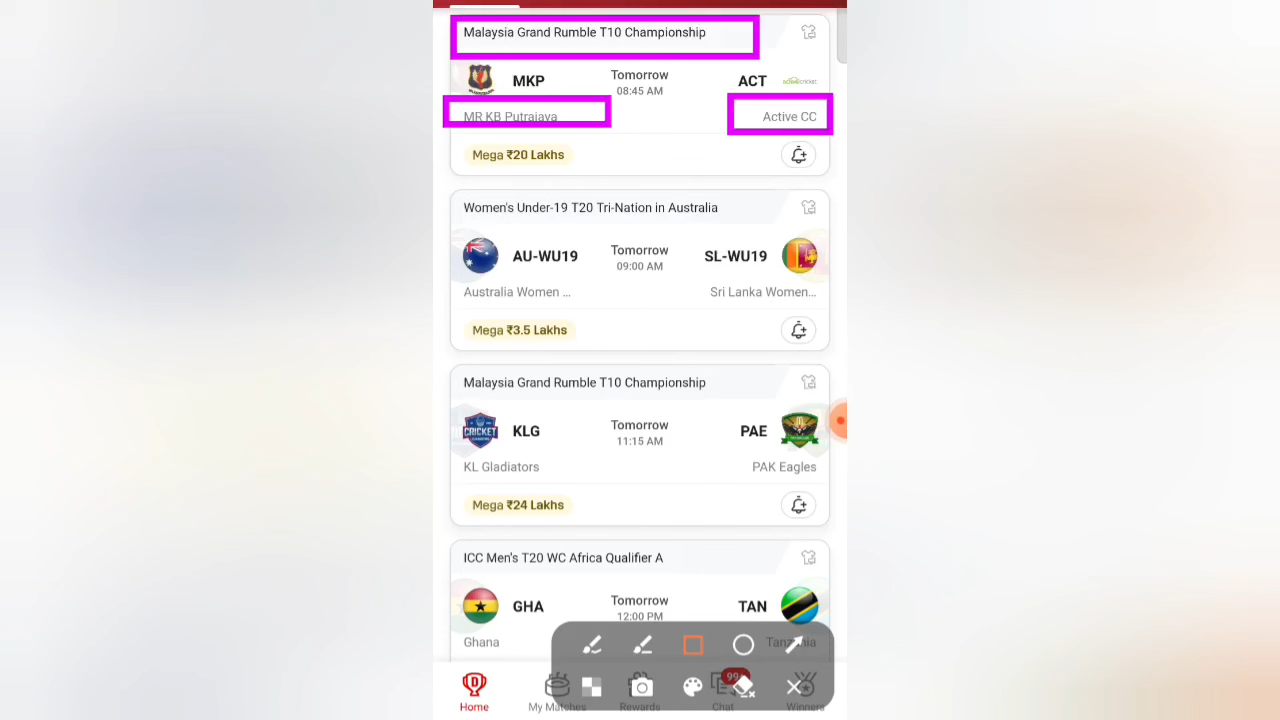 Malaysia Grand Rumble T10 Championship
MKP
Tomorrow
08:45 AM
ACT
MR KB Putrajaya
Active CC
Mega ₹20 Lakhs
Women's Under-19 T20 Tri-Nation in Australia
AU-WU19
Tomorrow
09:00 AM
SL-WU19
Australia Women ...
Sri Lanka Women...
Mega ₹3.5 Lakhs
Malaysia Grand Rumble T10 Championship
KLG
Tomorrow
11:15 AM
PAE
KL Gladiators
PAK Eagles
Mega ₹24 Lakhs
ICC Men's T20 WC Africa Qualifier A
GHA
Tomorrow
12:00 PM
TAN
Ghana
Tanzania
99+
Home
My Matches
Rewards
Chat
Winners